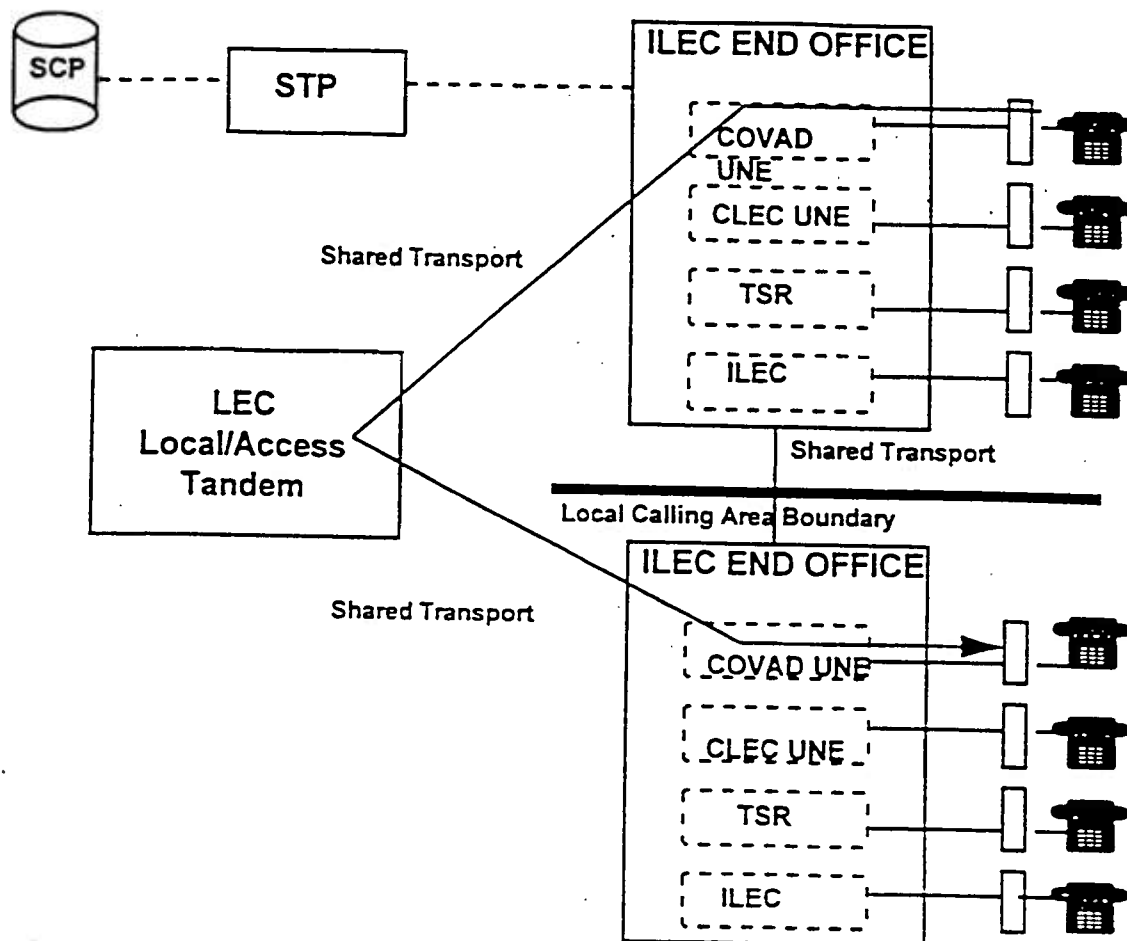 SCP
STP
ILEC END OFFICE
COVAD
UNE
CLEC UNE
TSR
ILEC
Shared Transport
LEC
Local/Access
Tandem
Shared Transport
Local Calling Area Boundary
ILEC END OFFICE
Shared Transport
COVAD UNE
CLEC UNE
TSR
ILEC